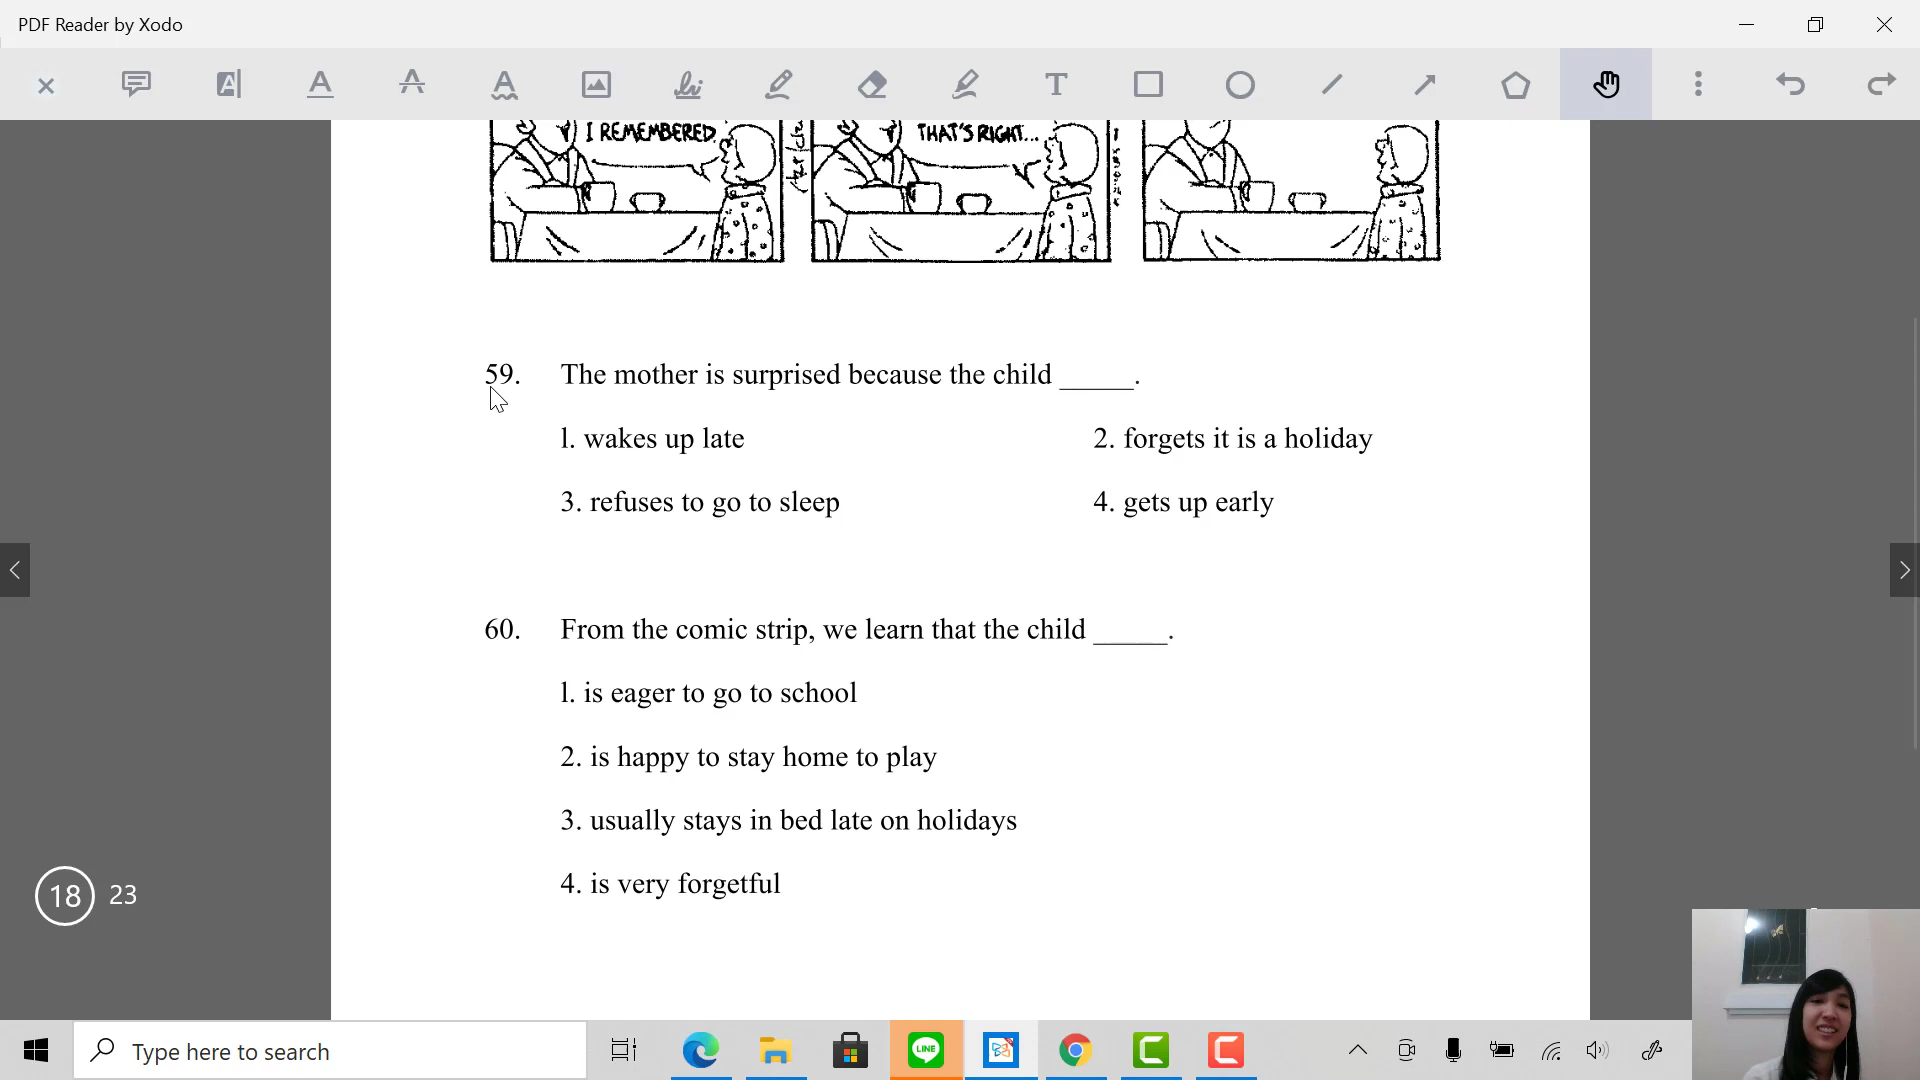 PDF Reader by Xodo
I REMEMBERED
THAT'S RIGHT...
59. The mother is surprised because the child _____.
l. wakes up late 2. forgets it is a holiday
3. refuses to go to sleep 4. gets up early
60. From the comic strip, we learn that the child _____.
l. is eager to go to school
2. is happy to stay home to play
3. usually stays in bed late on holidays
4. is very forgetful
18 23
Type here to search
LINE